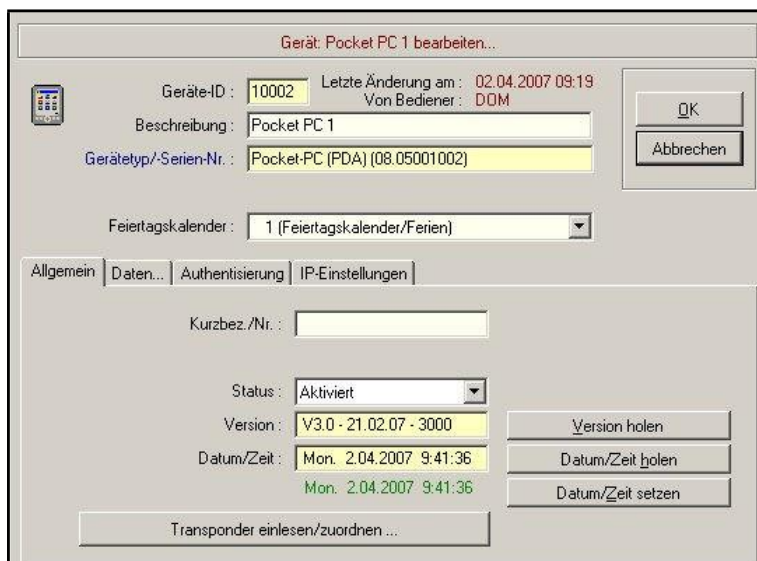 Gerät: Pocket PC 1 bearbeiten...
Geräte-ID : 10002 Letzte Änderung am : 02.04.2007 09:19
Von Bediener : DOM
OK
Beschreibung : Pocket PC 1
Abbrechen
Gerätetyp/-Serien-Nr. : Pocket-PC (PDA) (08.05001002)
Feiertagskalender : 1 (Feiertagskalender/Ferien)
Allgemein Daten... Authentisierung IP-Einstellungen
Kurzbez./Nr. :
Status : Aktiviert
Version : V3.0 - 21.02.07 - 3000 Version holen
Datum/Zeit : Mon. 2.04.2007 9:41:36 Datum/Zeit holen
Mon. 2.04.2007 9:41:36 Datum/Zeit setzen
Transponder einlesen/zuordnen ...